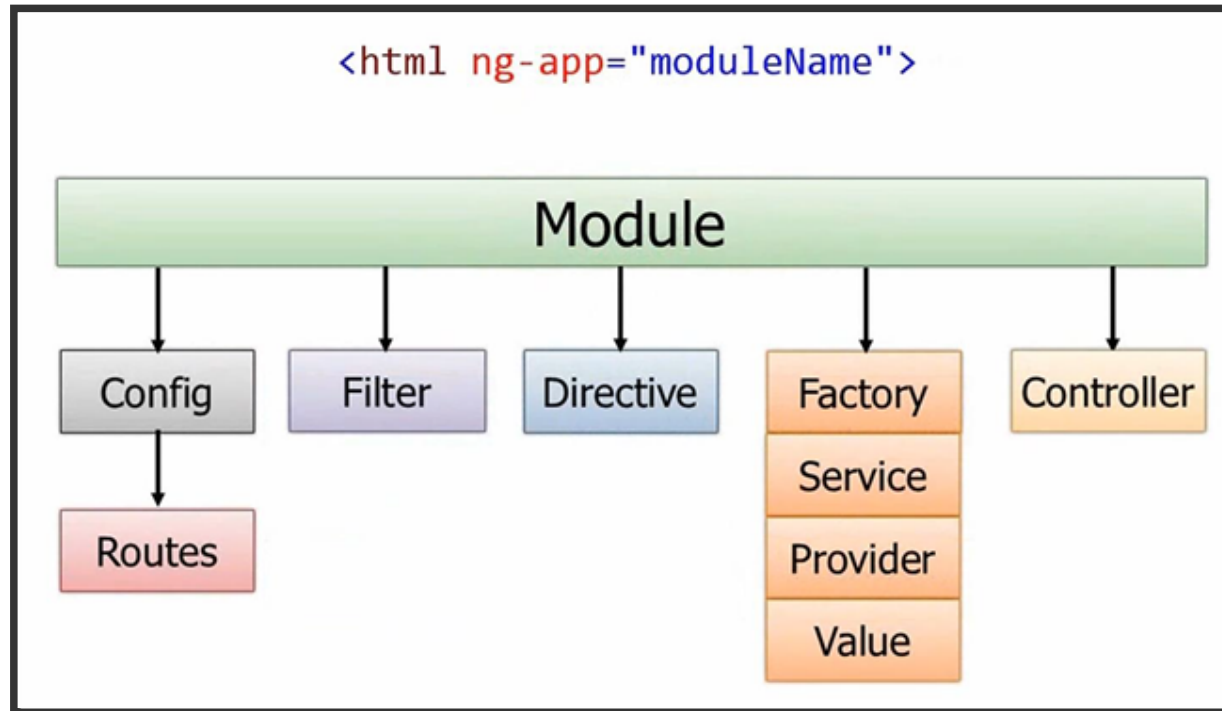 <html ng-app="moduleName">
Module
Config
Filter
Directive
Factory
Controller
Service
Provider
Routes
Value